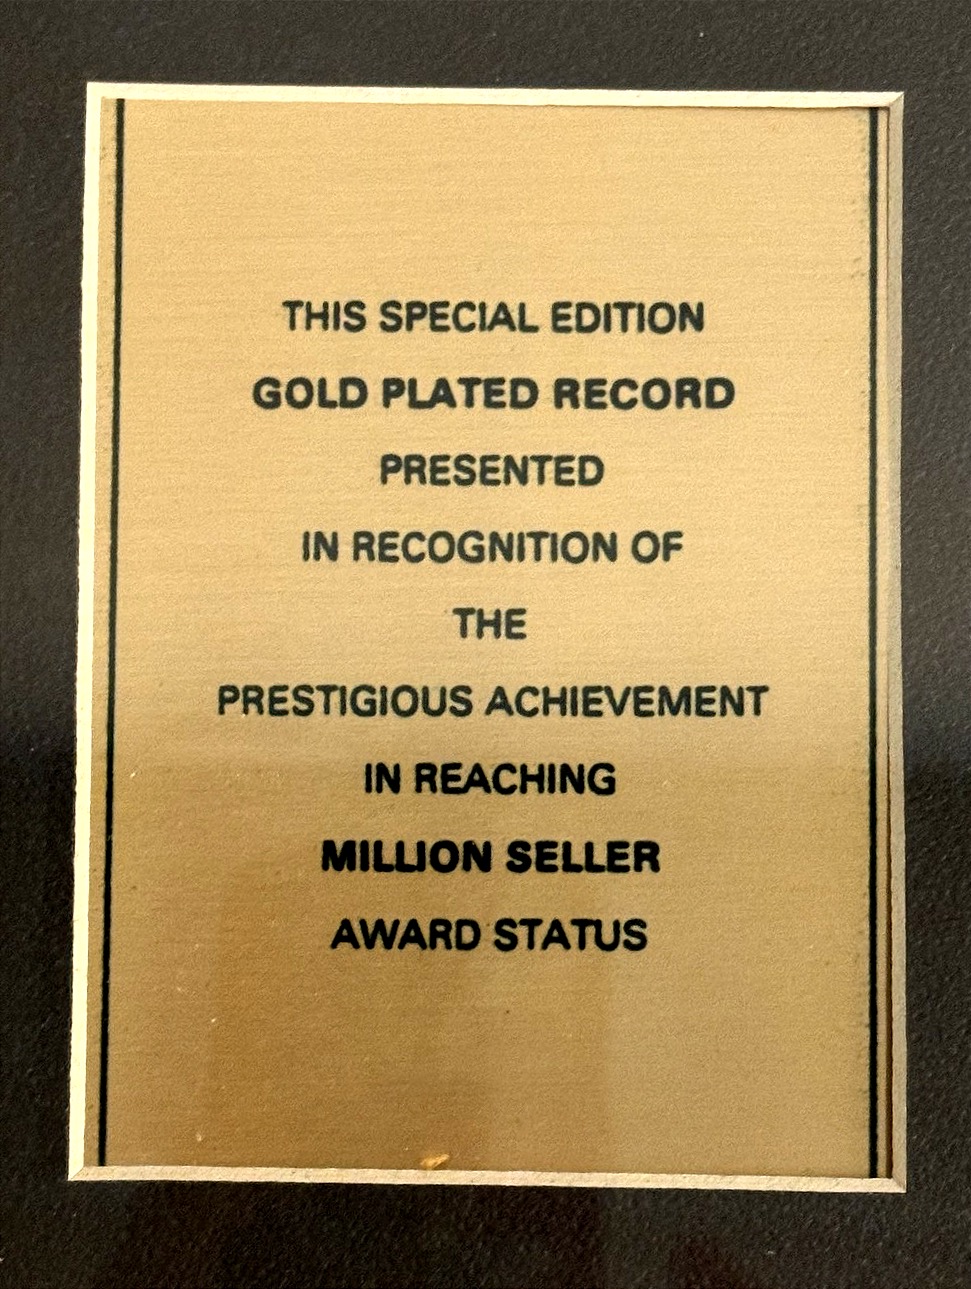 THIS SPECIAL EDITION
GOLD PLATED RECORD
PRESENTED
IN RECOGNITION OF
THE
PRESTIGIOUS ACHIEVEMENT
IN REACHING
MILLION SELLER
AWARD STATUS